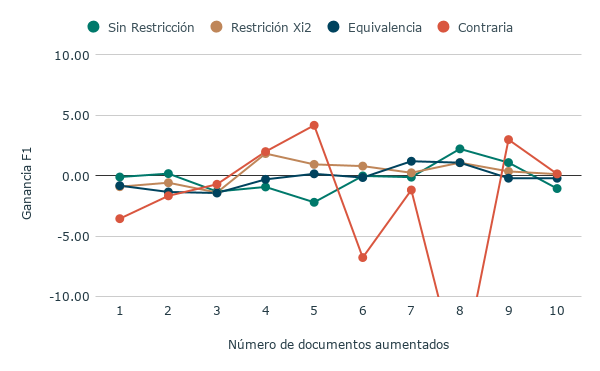 Sin Restricción Restrición Xi2 Equivalencia Contraria
10.00
5.00
0.00
-5.00
-10.00
Ganancia F1
1 2 3 4 5 6 7 8 9 10
Número de documentos aumentados